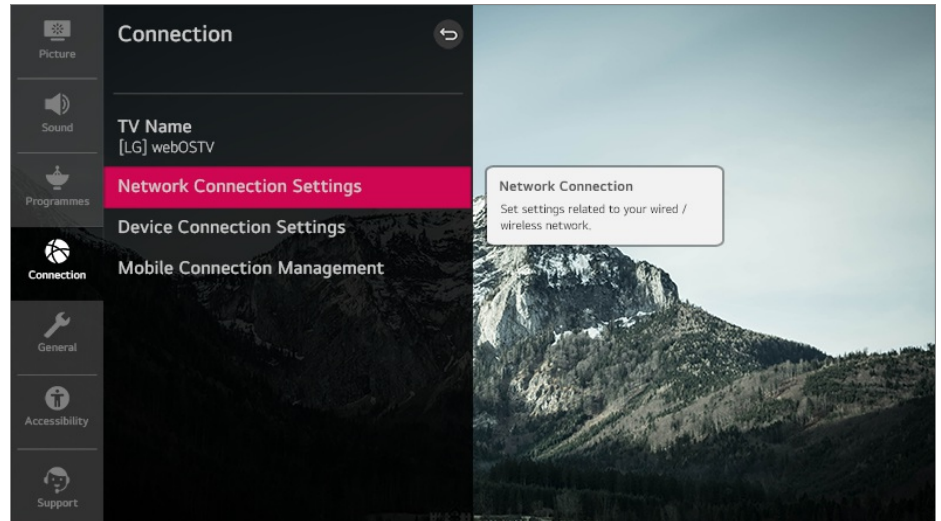 Picture
Sound
Programmes
Connection
General
Accessibility
Support
Connection
TV Name
[LG] webOSTV
Network Connection Settings
Device Connection Settings
Mobile Connection Management
Network Connection
Set settings related to your wired /
wireless network.